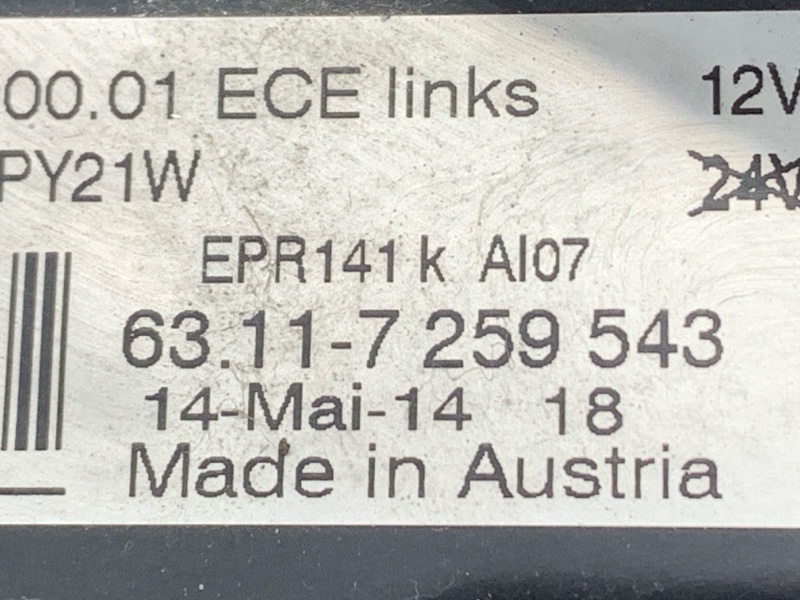 00.01 ECE links 12V
PY21W 24V
EPR141 k AI07
63.11-7 259 543
14-Mai-14 18
Made in Austria